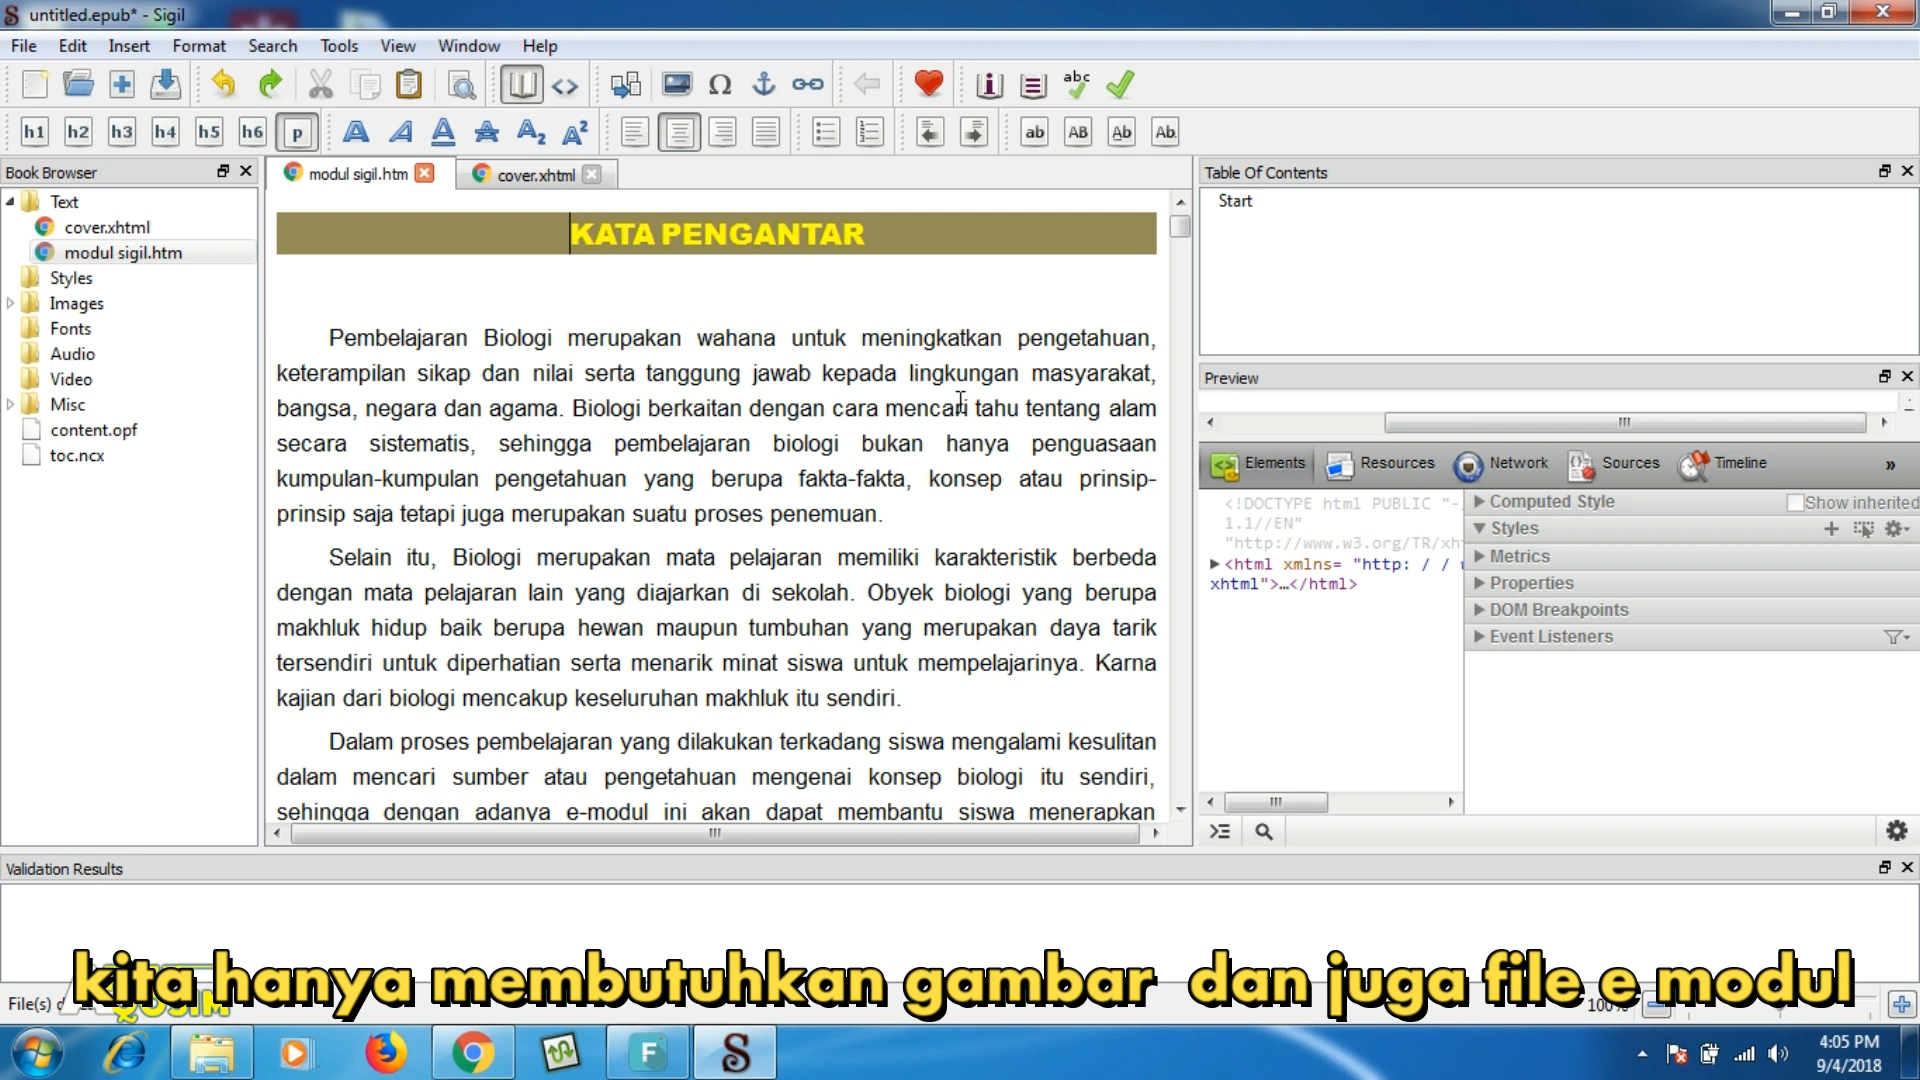 untitled.epub* - Sigil
File Edit Insert Format Search Tools View Window Help
h1 h2 h3 h4 h5 h6 p A A A A A2 A2 ab AB Ab Ab
Book Browser
Text
cover.xhtml
modul sigil.htm
Styles
Images
Fonts
Audio
Video
Misc
content.opf
toc.ncx
modul sigil.htm cover.xhtml
KATA PENGANTAR
Pembelajaran Biologi merupakan wahana untuk meningkatkan pengetahuan,
keterampilan sikap dan nilai serta tanggung jawab kepada lingkungan masyarakat,
bangsa, negara dan agama. Biologi berkaitan dengan cara mencari tahu tentang alam
secara sistematis, sehingga pembelajaran biologi bukan hanya penguasaan
kumpulan-kumpulan pengetahuan yang berupa fakta-fakta, konsep atau prinsip-
prinsip saja tetapi juga merupakan suatu proses penemuan.
Selain itu, Biologi merupakan mata pelajaran memiliki karakteristik berbeda
dengan mata pelajaran lain yang diajarkan di sekolah. Obyek biologi yang berupa
makhluk hidup baik berupa hewan maupun tumbuhan yang merupakan daya tarik
tersendiri untuk diperhatian serta menarik minat siswa untuk mempelajarinya. Karna
kajian dari biologi mencakup keseluruhan makhluk itu sendiri.
Dalam proses pembelajaran yang dilakukan terkadang siswa mengalami kesulitan
dalam mencari sumber atau pengetahuan mengenai konsep biologi itu sendiri,
sehingga dengan adanya e-modul ini akan dapat membantu siswa menerapkan
Table Of Contents
Start
Preview
Elements Resources Network Sources Timeline »
<!DOCTYPE html PUBLIC "-
1.1//EN"
"http://www.w3.org/TR/xh
<html xmlns= "http: / /
xhtml">…</html>
Computed Style Show inherited
Styles
Metrics
Properties
DOM Breakpoints
Event Listeners
Validation Results
kita hanya membutuhkan gambar dan juga file e modul
File(s)
QOSIM
100%
4:05 PM
9/4/2018